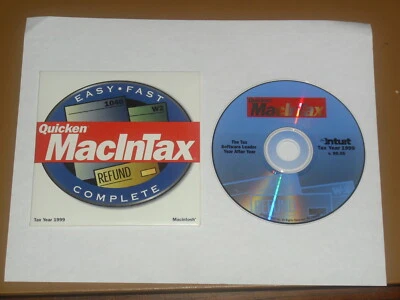 EASY • FAST
1040
W2
Quicken
MacInTax
REFUND
COMPLETE
Tax Year 1999
Macintosh
Quicken
MacInTax
The Tax
Software Leader
Year After Year
intuit
Tax Year 1999